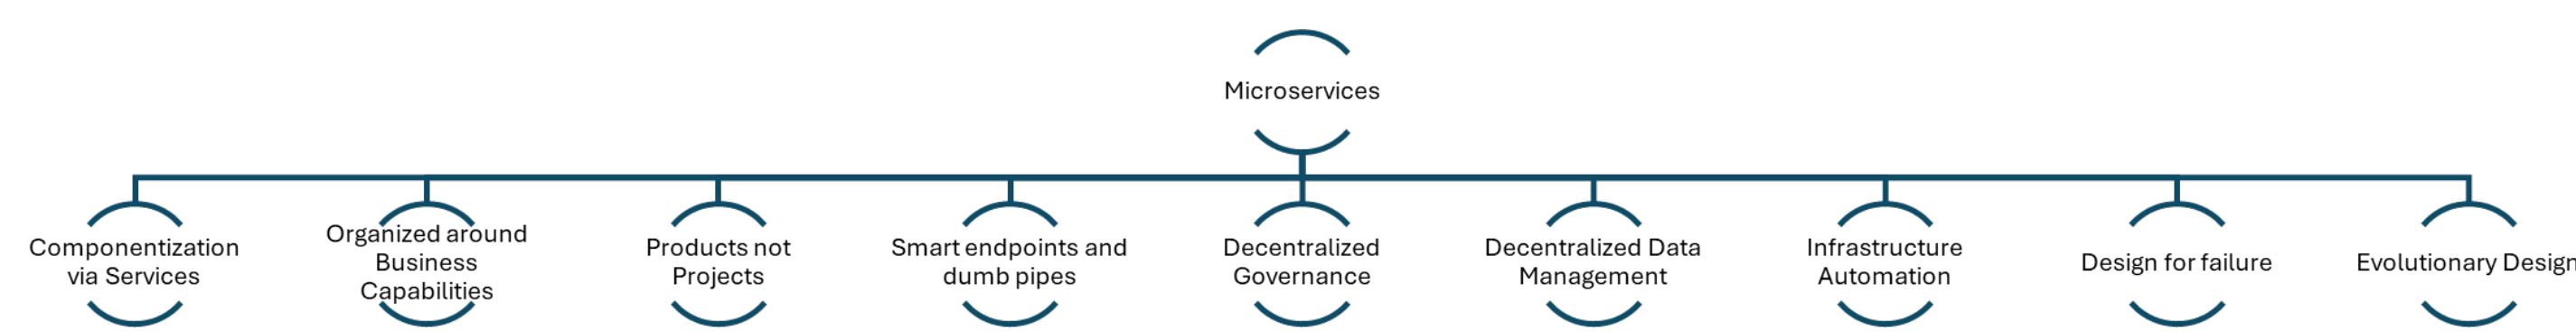 Microservices
Componentization
via Services
Organized around
Business
Capabilities
Products not
Projects
Smart endpoints and
dumb pipes
Decentralized
Governance
Decentralized Data
Management
Infrastructure
Automation
Design for failure
Evolutionary Design